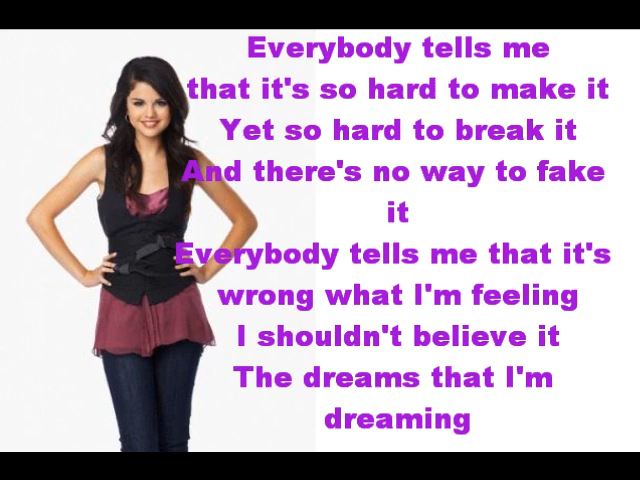 Everybody tells me
that it's so hard to make it
Yet so hard to break it
And there's no way to fake
it
Everybody tells me that it's
wrong what I'm feeling
I shouldn't believe it
The dreams that I'm
dreaming